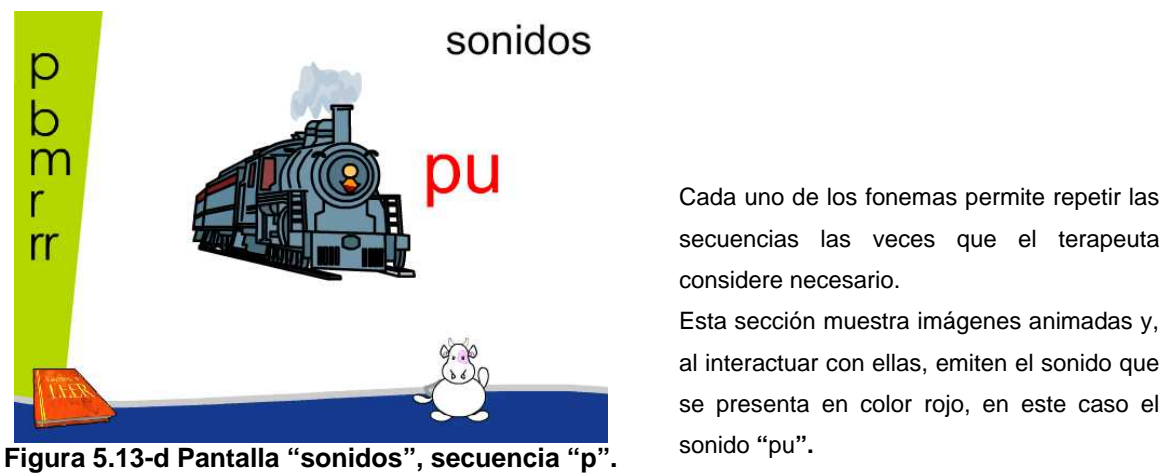 sonidos
p
b
m
r
rr
pu
LEER
Figura 5.13-d Pantalla “sonidos”, secuencia “p”.
Cada uno de los fonemas permite repetir las
secuencias las veces que el terapeuta
considere necesario.
Esta sección muestra imágenes animadas y,
al interactuar con ellas, emiten el sonido que
se presenta en color rojo, en este caso el
sonido “pu”.